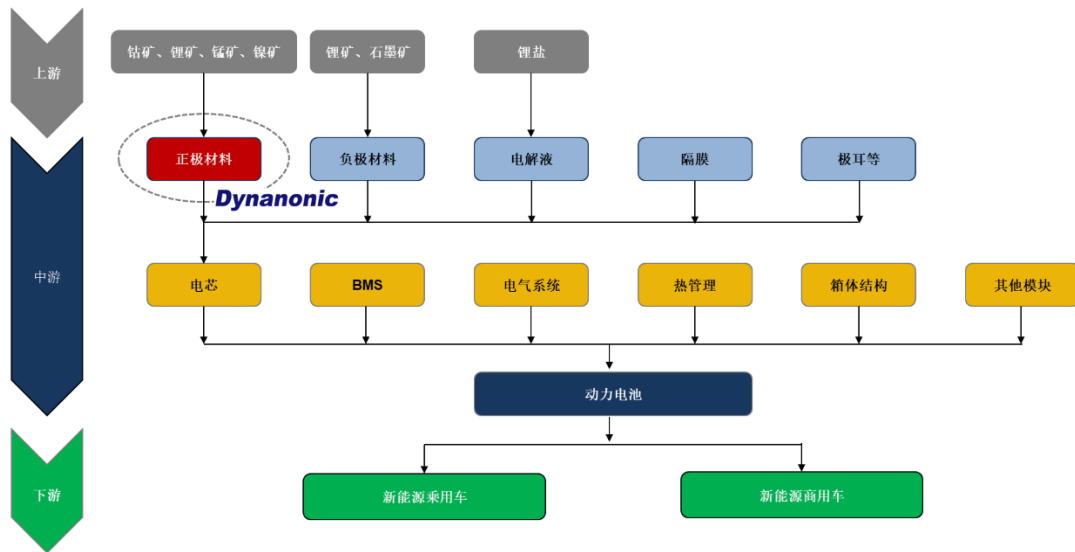 上游
钴矿、锂矿、锰矿、镍矿
锂矿、石墨矿
锂盐
正极材料
负极材料
电解液
隔膜
极耳等
Dynanonic
中游
电芯
BMS
电气系统
热管理
箱体结构
其他模块
动力电池
下游
新能源乘用车
新能源商用车